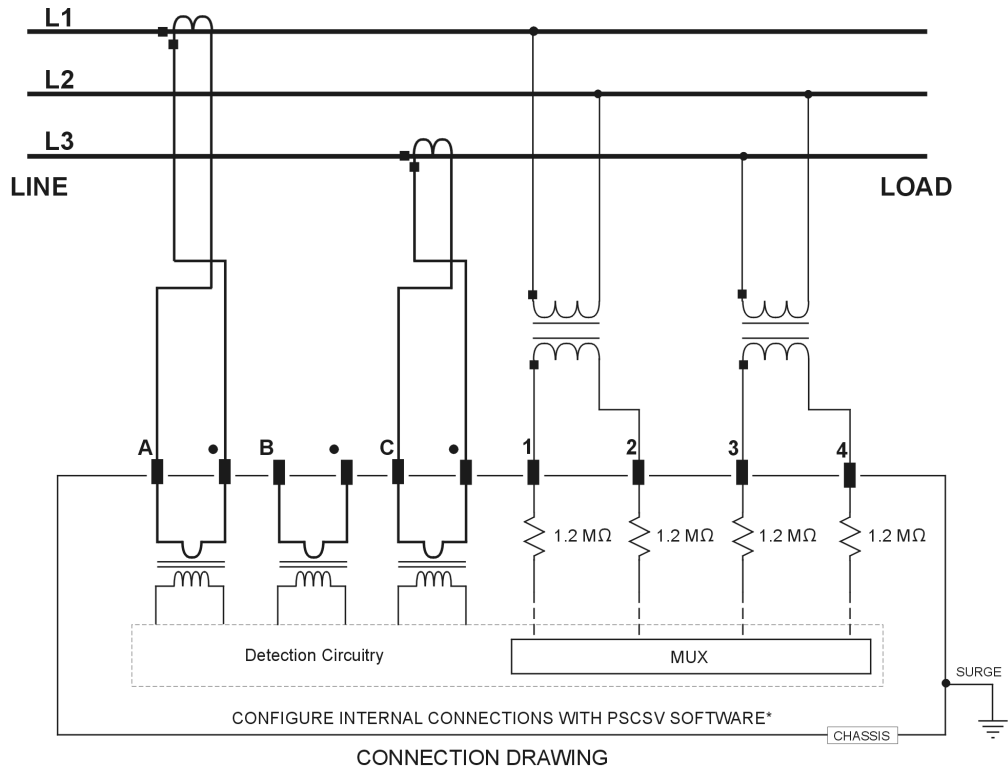 L1
L2
L3
LINE
LOAD
A
B
C
1
2
3
4
1.2 MΩ
1.2 MΩ
1.2 MΩ
1.2 MΩ
Detection Circuitry
MUX
SURGE
CONFIGURE INTERNAL CONNECTIONS WITH PSCSV SOFTWARE*
CHASSIS
CONNECTION DRAWING